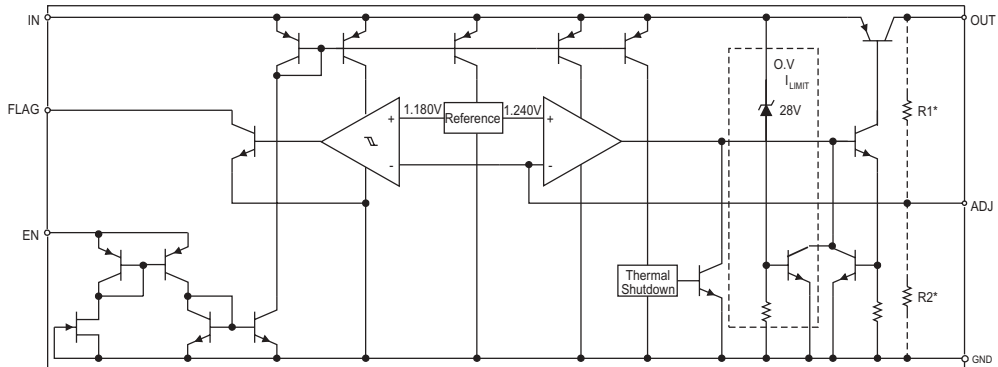 IN
OUT
O.V
I LIMIT
28V
FLAG
1.180V
Reference
1.240V
R1*
+
+
-
-
ADJ
EN
Thermal
Shutdown
R2*
GND